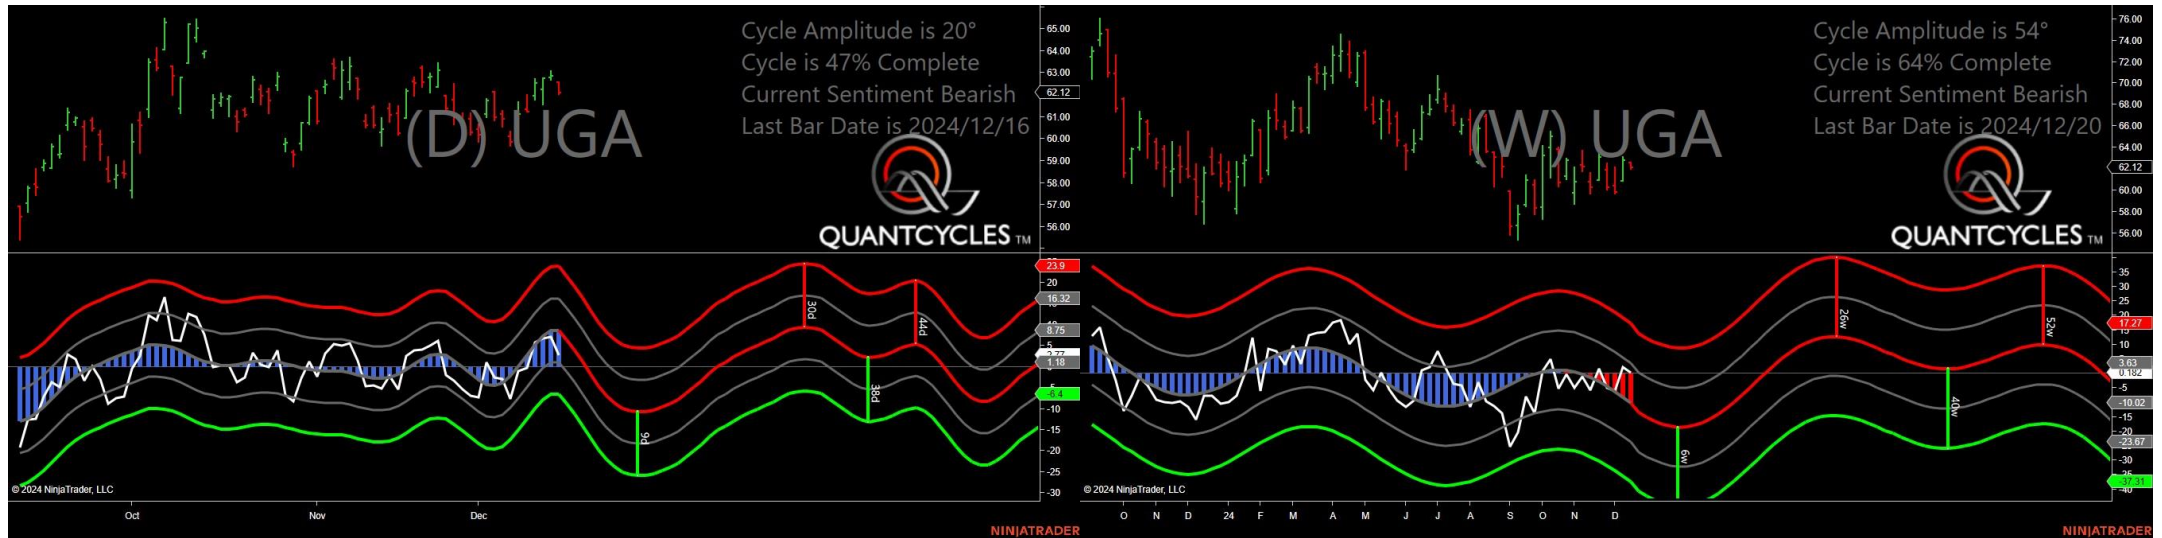 Cycle Amplitude is 20°
Cycle is 47% Complete
Current Sentiment Bearish
Last Bar Date is 2024/12/16
(D) UGA
QUANTCYCLES TM
65.00
64.00
63.00
62.12
61.00
60.00
59.00
58.00
57.00
56.00
23.9
20
16.32
8.75
5
1.18
-5
-6.4
-10
-15
-20
-25
-30
30d
44d
38d
9d
© 2024 NinjaTrader, LLC
Oct
Nov
Dec
NINJATRADER
Cycle Amplitude is 54°
Cycle is 64% Complete
Current Sentiment Bearish
Last Bar Date is 2024/12/20
(W) UGA
QUANTCYCLES TM
76.00
74.00
72.00
70.00
68.00
66.00
64.00
62.12
60.00
58.00
56.00
35
30
25
20
17.27
10
3.63
0.182
-5
-10.02
-15
-20
-23.67
-30
-37.31
26w
52w
40w
6w
© 2024 NinjaTrader, LLC
O
N
D
24
F
M
A
M
J
J
A
S
O
N
D
NINJATRADER